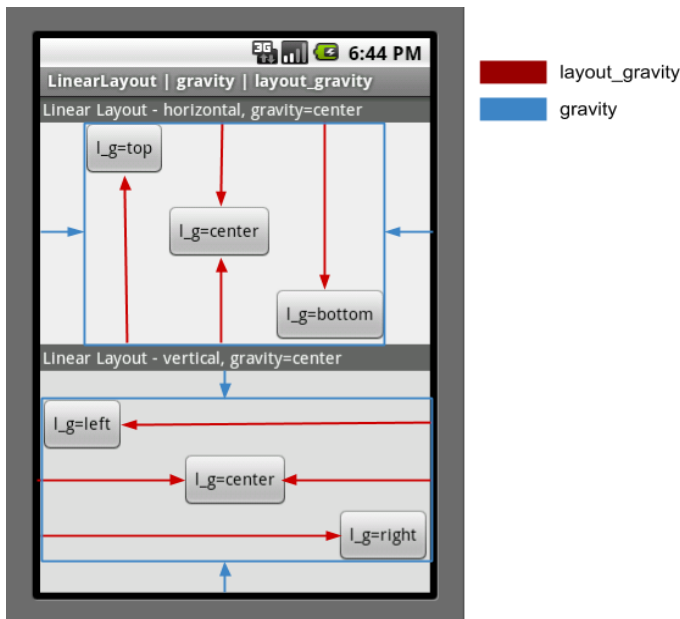 3G 6:44 PM
LinearLayout | gravity | layout_gravity
Linear Layout - horizontal, gravity=center
l_g=top
l_g=center
l_g=bottom
Linear Layout - vertical, gravity=center
l_g=left
l_g=center
l_g=right
layout_gravity
gravity